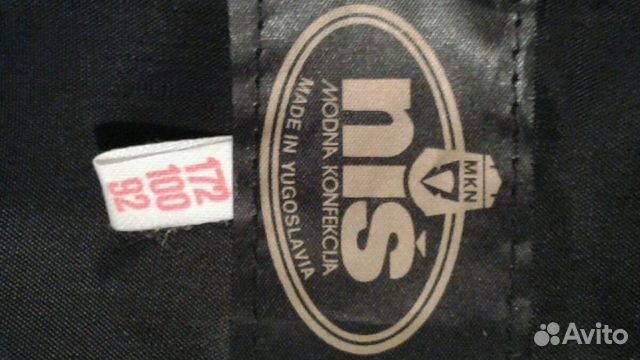 MKN
niš
MODNA KONFEKCIJA
MADE IN YUGOSLAVIA
172
100
92
Avito